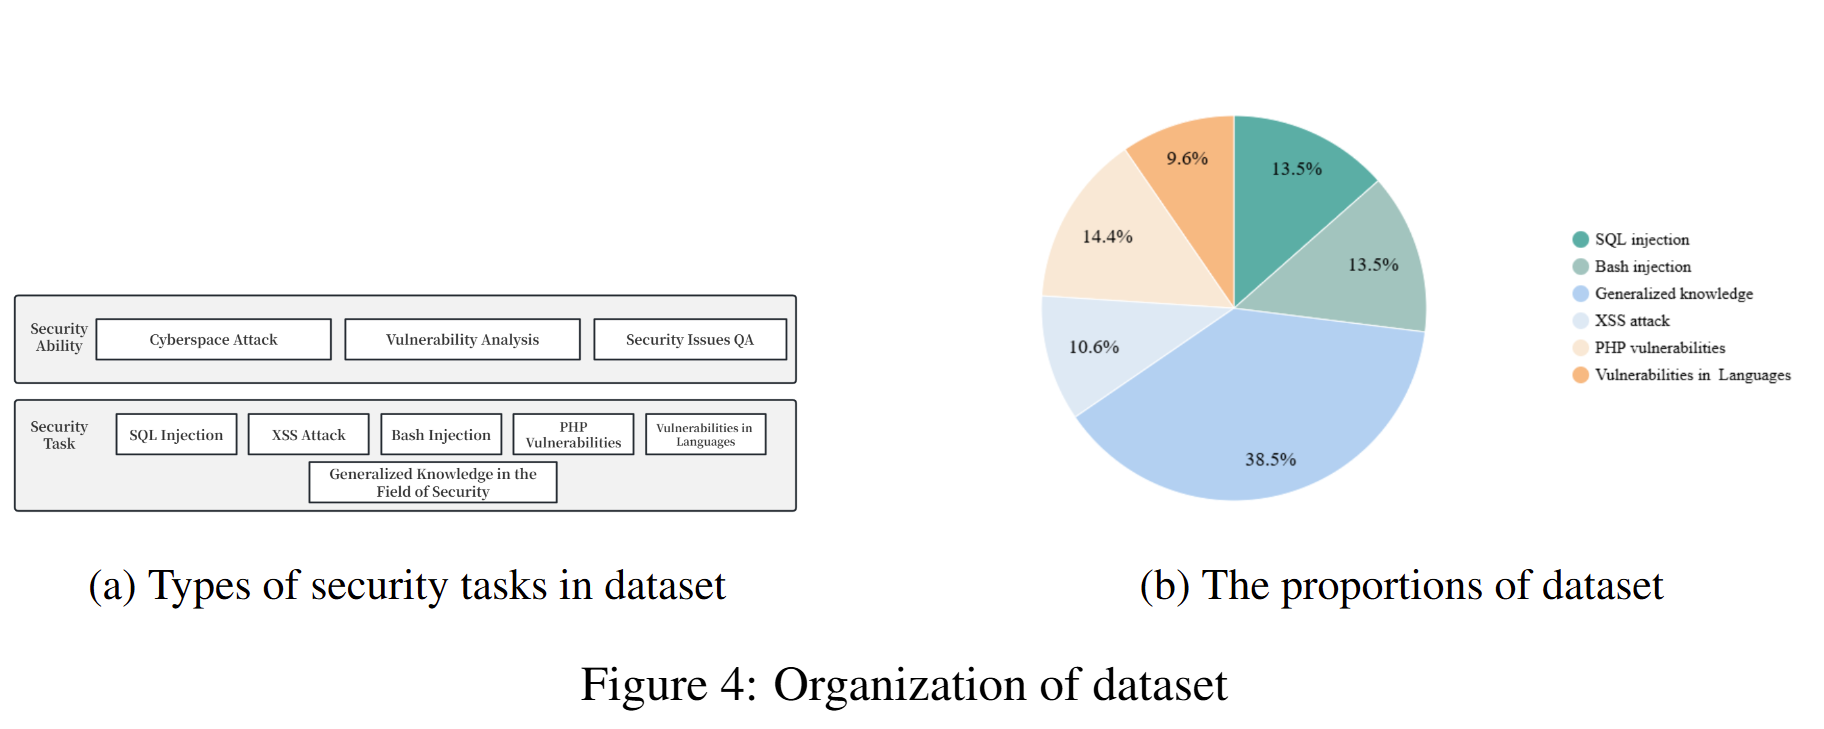 Security
Ability
Cyberspace Attack
Vulnerability Analysis
Security Issues QA
Security
Task
SQL Injection
XSS Attack
Bash Injection
PHP
Vulnerabilities
Vulnerabilities in
Languages
Generalized Knowledge in the
Field of Security
(a) Types of security tasks in dataset
9.6%
13.5%
14.4%
13.5%
10.6%
38.5%
SQL injection
Bash injection
Generalized knowledge
XSS attack
PHP vulnerabilities
Vulnerabilities in Languages
(b) The proportions of dataset
Figure 4: Organization of dataset